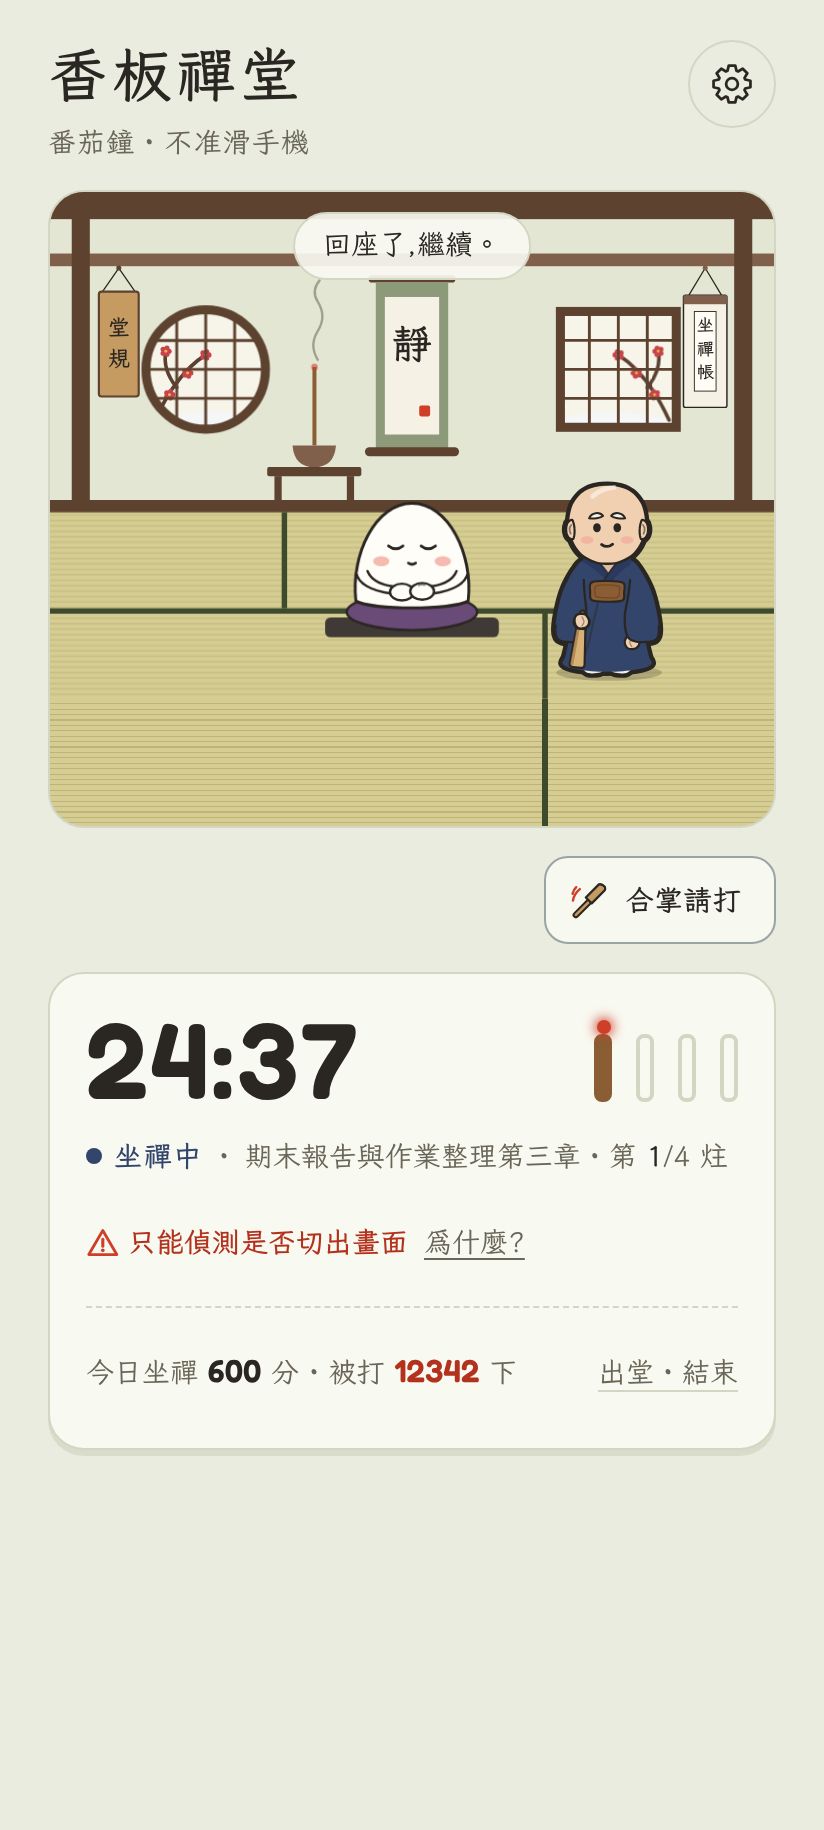 香板禪堂
番茄鐘・不准滑手機
回座了,繼續。
堂規
靜
坐禪帳
合掌請打
24:37
坐禪中・期末報告與作業整理第三章・第 1/4 炷
只能偵測是否切出畫面 為什麼?
今日坐禪 600 分・被打 12342 下
出堂・結束